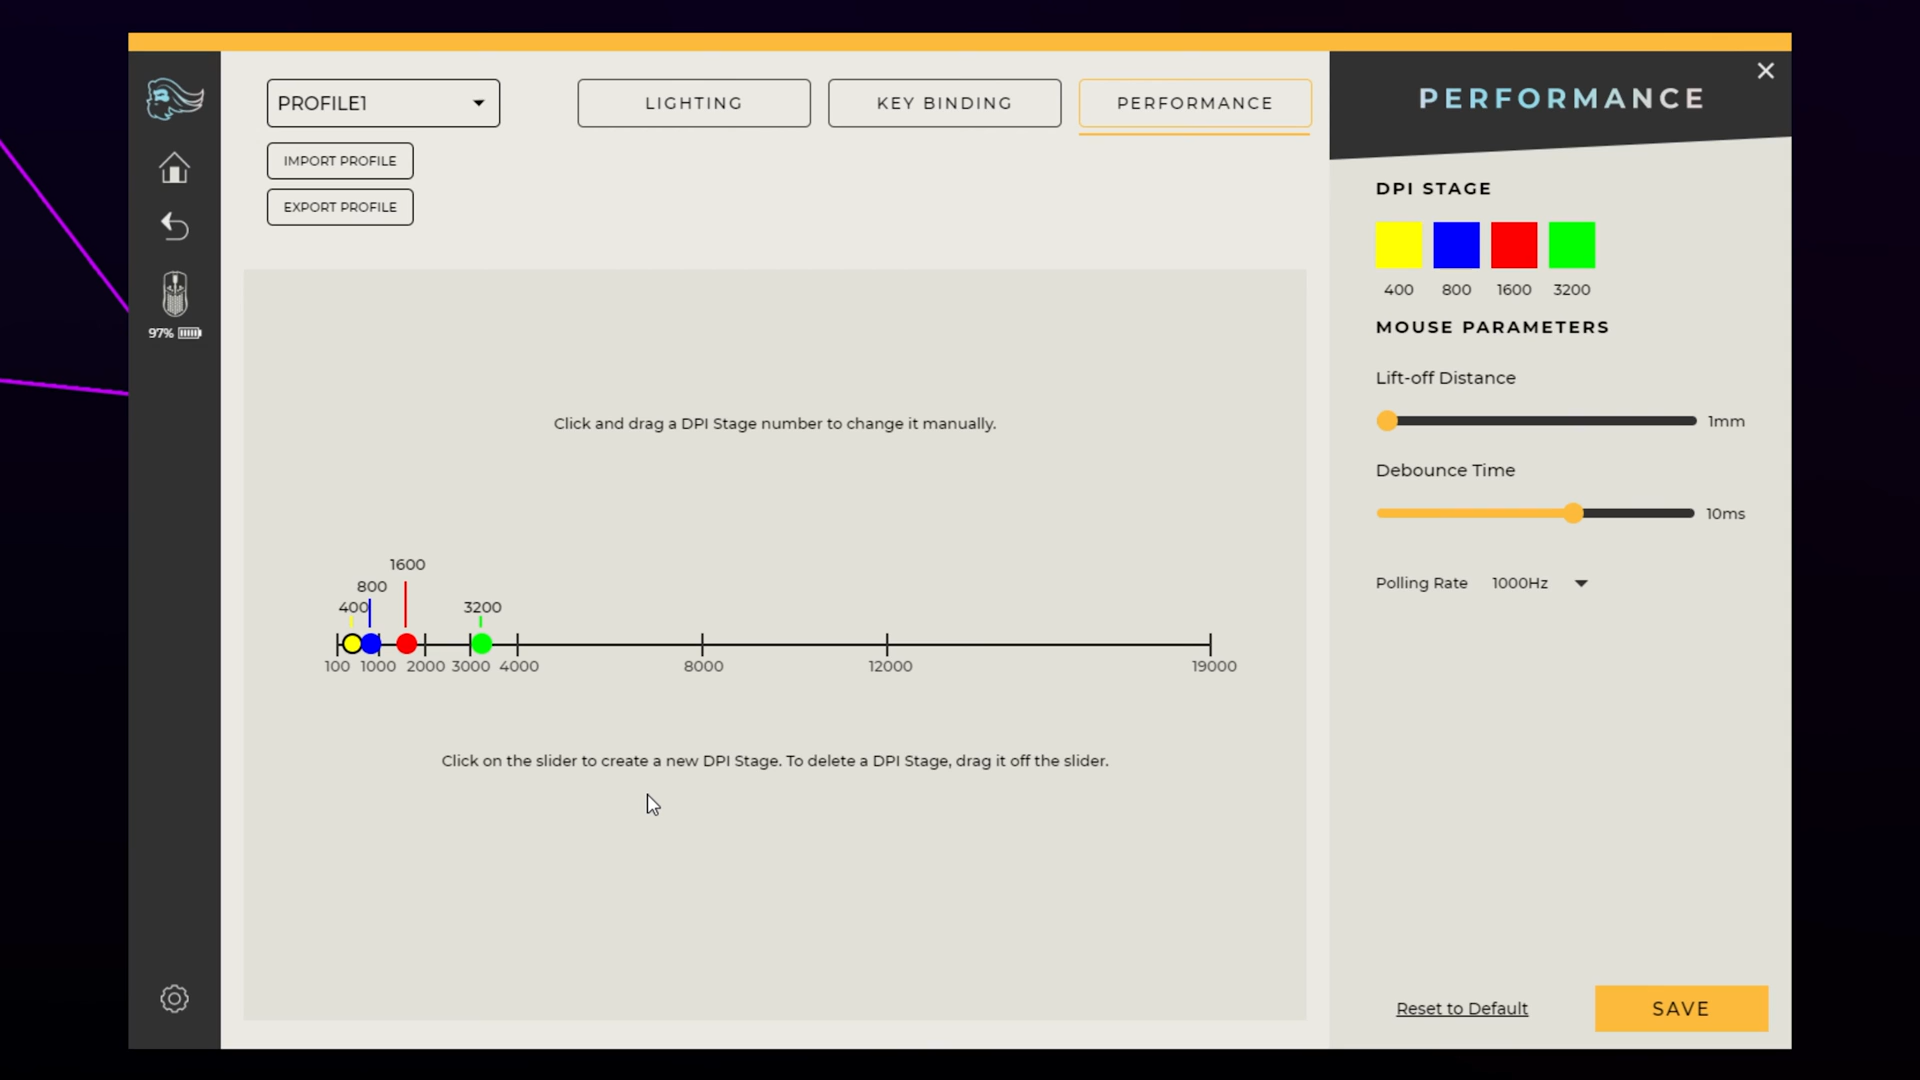 PROFILE1
LIGHTING
KEY BINDING
PERFORMANCE
IMPORT PROFILE
EXPORT PROFILE
97%
Click and drag a DPI Stage number to change it manually.
1600
800
400
3200
100 1000 2000 3000 4000 8000 12000 19000
Click on the slider to create a new DPI Stage. To delete a DPI Stage, drag it off the slider.
PERFORMANCE
DPI STAGE
400 800 1600 3200
MOUSE PARAMETERS
Lift-off Distance
1mm
Debounce Time
10ms
Polling Rate 1000Hz
Reset to Default
SAVE